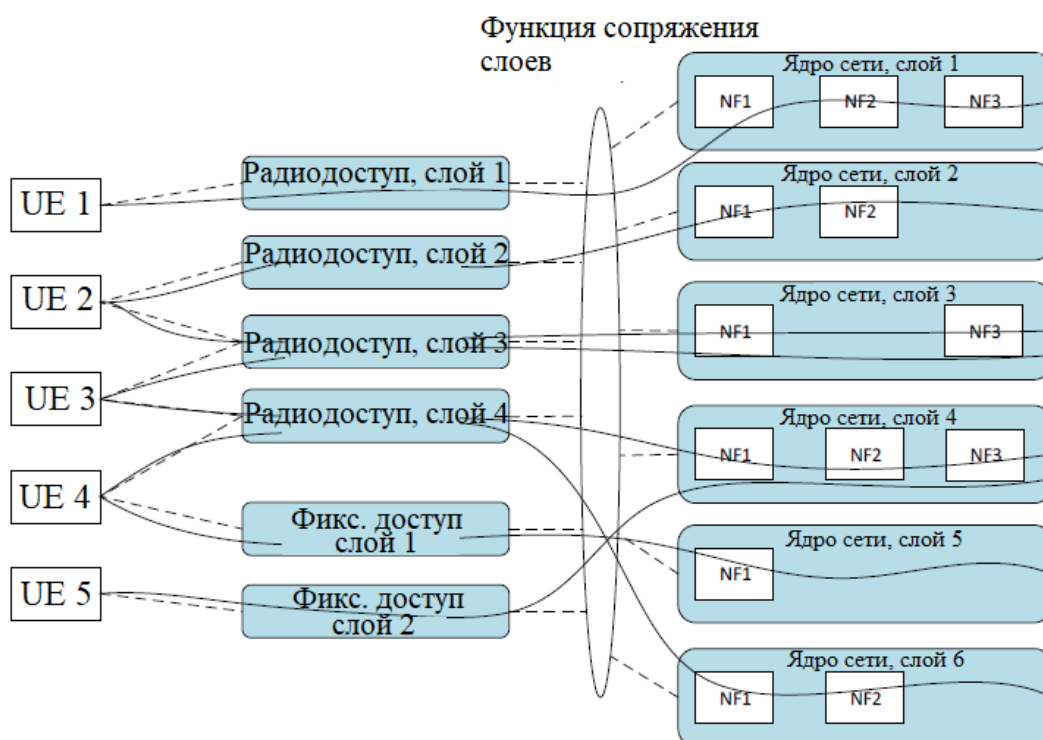 Функция сопряжения
слоев
UE 1
UE 2
UE 3
UE 4
UE 5
Радиодоступ, слой 1
Радиодоступ, слой 2
Радиодоступ, слой 3
Радиодоступ, слой 4
Фикс. доступ
слой 1
Фикс. доступ
слой 2
Ядро сети, слой 1
NF1 NF2 NF3
Ядро сети, слой 2
NF1 NF2
Ядро сети, слой 3
NF1 NF3
Ядро сети, слой 4
NF1 NF2 NF3
Ядро сети, слой 5
NF1
Ядро сети, слой 6
NF1 NF2